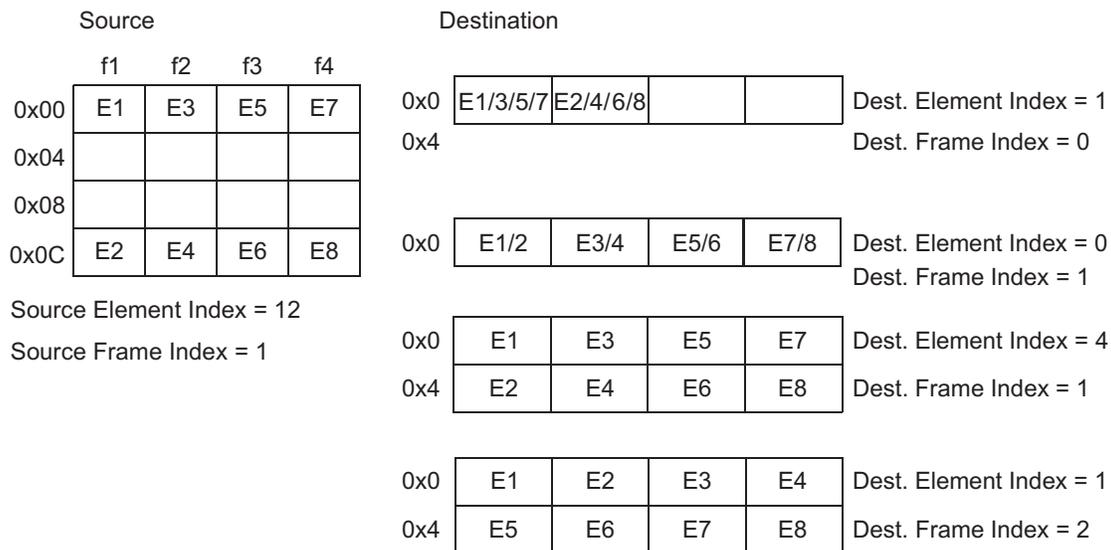 Source
f1 f2 f3 f4
0x00 E1 E3 E5 E7
0x04
0x08
0x0C E2 E4 E6 E8
Source Element Index = 12
Source Frame Index = 1
Destination
0x0 E1/3/5/7 E2/4/6/8 Dest. Element Index = 1
0x4 Dest. Frame Index = 0
0x0 E1/2 E3/4 E5/6 E7/8 Dest. Element Index = 0
Dest. Frame Index = 1
0x0 E1 E3 E5 E7 Dest. Element Index = 4
0x4 E2 E4 E6 E8 Dest. Frame Index = 1
0x0 E1 E2 E3 E4 Dest. Element Index = 1
0x4 E5 E6 E7 E8 Dest. Frame Index = 2